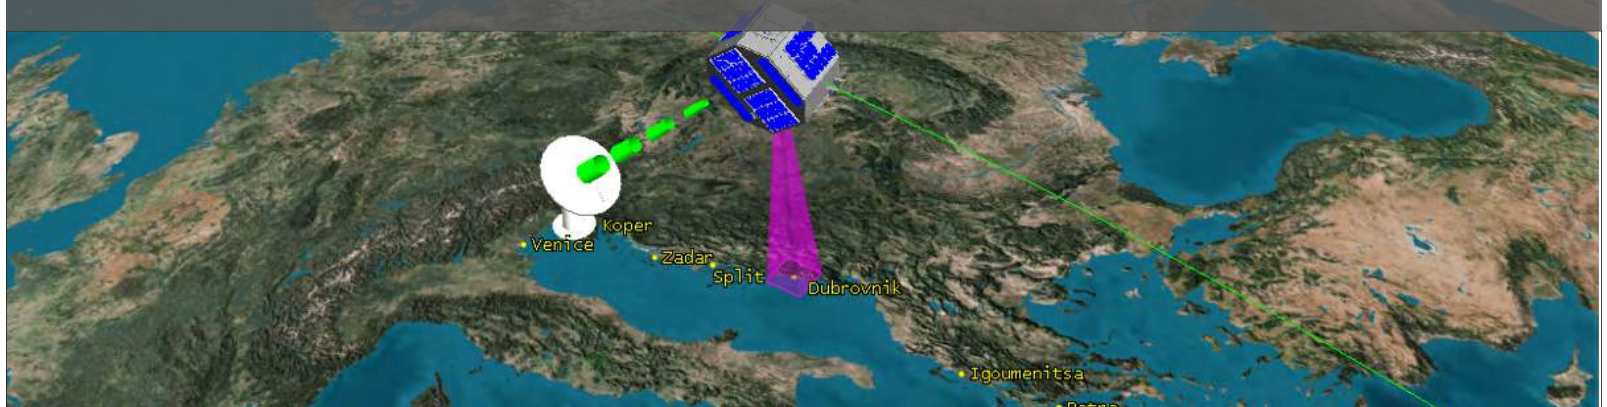 Koper
Venice
Zadar
Split
Dubrovnik
Igoumenitsa